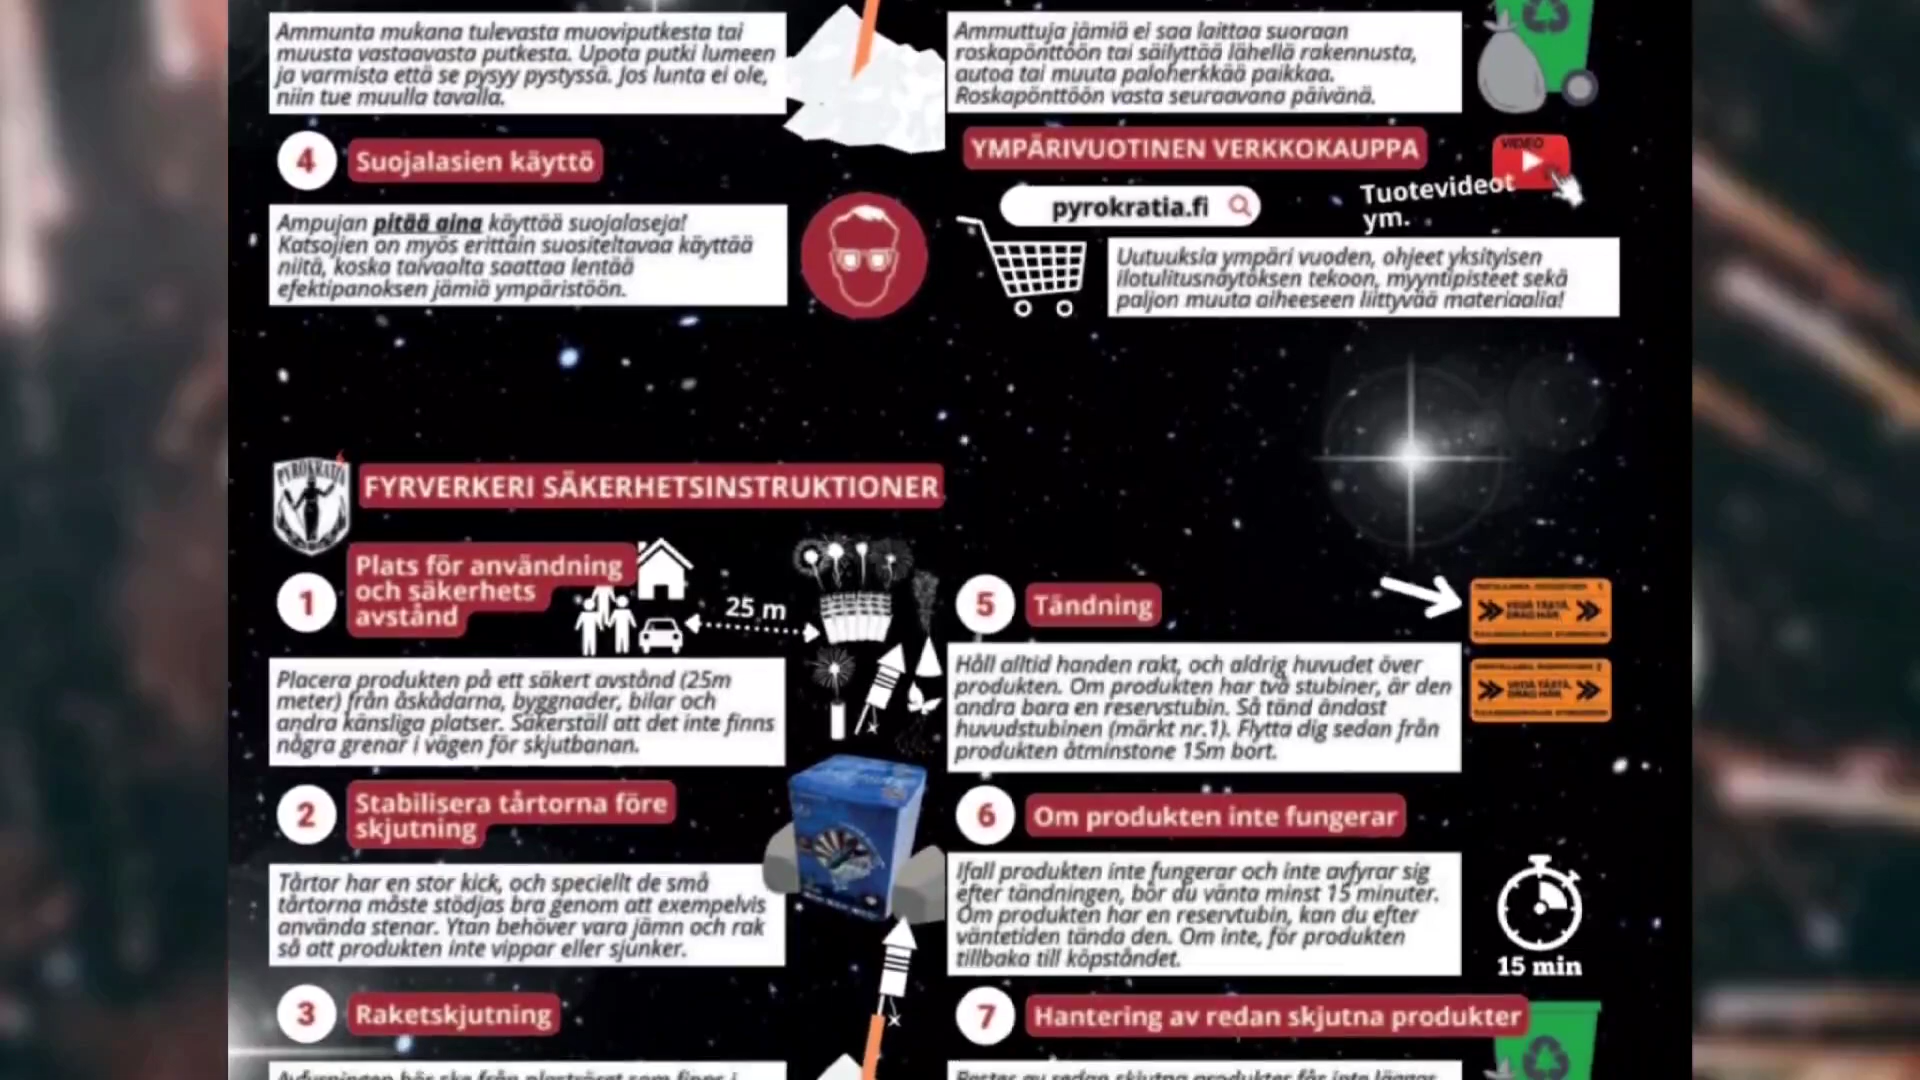 Ammunta mukana tulevasta muoviputkesta tai
muusta vastaavasta putkesta. Upota putki lumeen
ja varmista että se pysyy pystyssä. Jos lunta ei ole,
niin tue muulla tavalla.
4
Suojalasien käyttö
Ampujan pitää aina käyttää suojalaseja!
Katsojien on myös erittäin suositeltavaa käyttää
niitä, koska taivaalta saattaa lentää
efektipanoksen jämiä ympäristöön.
Ammuttuja jämiä ei saa laittaa suoraan
roskapönttöön tai säilyttää lähellä rakennusta,
autoa tai muuta paloherkkää paikkaa.
Roskapönttöön vasta seuraavana päivänä.
YMPÄRIVUOTINEN VERKKOKAUPPA
VIDEO
pyrokratia.fi
Tuotevideot
ym.
Uutuuksia ympäri vuoden, ohjeet yksityisen
ilotulitusnäytöksen tekoon, myyntipisteet sekä
paljon muuta aiheeseen liittyvää materiaalia!
PYROKRATIA
FYRVERKERI SÄKERHETSINSTRUKTIONER
1
Plats för användning
och säkerhets
avstånd
25 m
Placera produkten på ett säkert avstånd (25m
meter) från åskådarna, byggnader, bilar och
andra känsliga platser. Säkerställ att det inte finns
några grenar i vägen för skjutbanan.
2
Stabilisera tårtorna före
skjutning
Tårtor har en stor kick, och speciellt de små
tårtorna måste stödjas bra genom att exempelvis
använda stenar. Ytan behöver vara jämn och rak
så att produkten inte vippar eller sjunker.
3
Raketskjutning
5
Tändning
Håll alltid handen rakt, och aldrig huvudet över
produkten. Om produkten har två stubiner, är den
andra bara en reservstubin. Så tänd ändast
huvudstubinen (märkt nr.1). Flytta dig sedan från
produkten åtminstone 15m bort.
VEDÄ TÄSTÄ
DRAG HÄR
VEDÄ TÄSTÄ
DRAG HÄR
6
Om produkten inte fungerar
Ifall produkten inte fungerar och inte avfyrar sig
efter tändningen, bör du vänta minst 15 minuter.
Om produkten har en reservtubin, kan du efter
väntetiden tända den. Om inte, för produkten
tillbaka till köpståndet.
15 min
7
Hantering av redan skjutna produkter